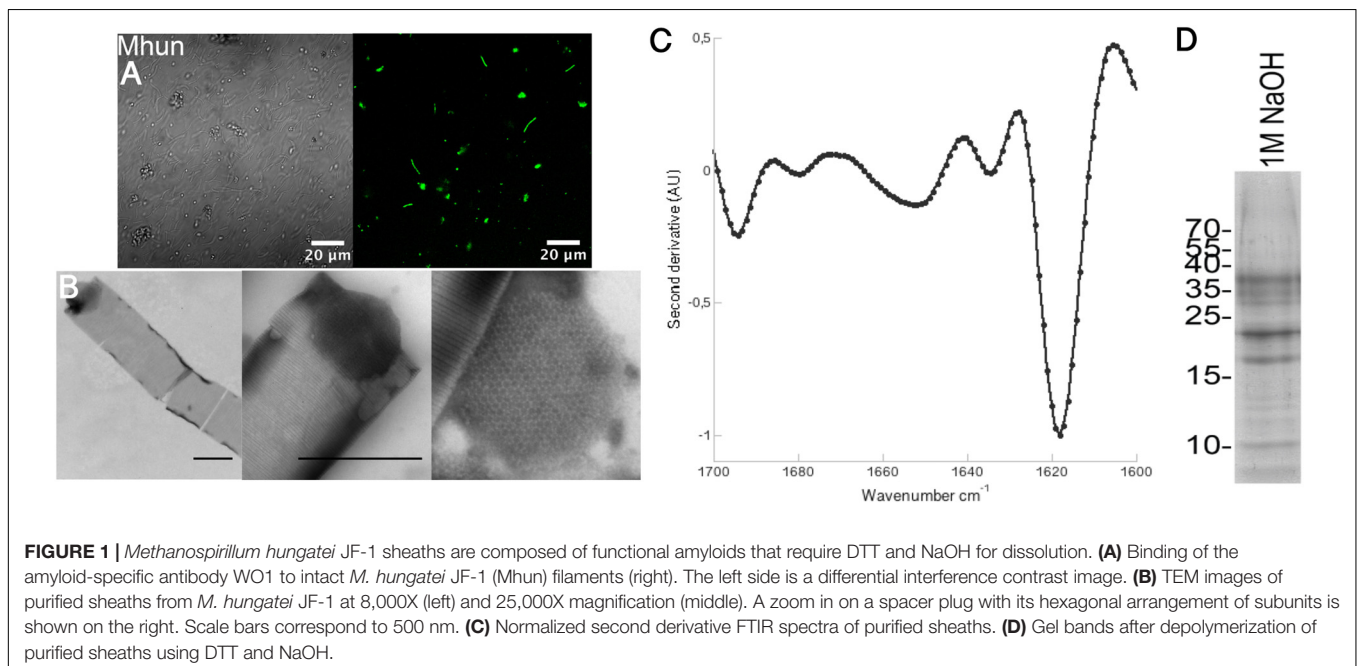 Mhun
A
20 µm
20 µm
B
C
0,5
0
-0,5
-1
Second derivative (AU)
1700
1680
1660
1640
1620
1600
Wavenumber cm⁻¹
D
1M NaOH
70-
55-
40-
35-
25-
15-
10-
FIGURE 1 | Methanospirillum hungatei JF-1 sheaths are composed of functional amyloids that require DTT and NaOH for dissolution. (A) Binding of the
amyloid-specific antibody WO1 to intact M. hungatei JF-1 (Mhun) filaments (right). The left side is a differential interference contrast image. (B) TEM images of
purified sheaths from M. hungatei JF-1 at 8,000X (left) and 25,000X magnification (middle). A zoom in on a spacer plug with its hexagonal arrangement of subunits is
shown on the right. Scale bars correspond to 500 nm. (C) Normalized second derivative FTIR spectra of purified sheaths. (D) Gel bands after depolymerization of
purified sheaths using DTT and NaOH.